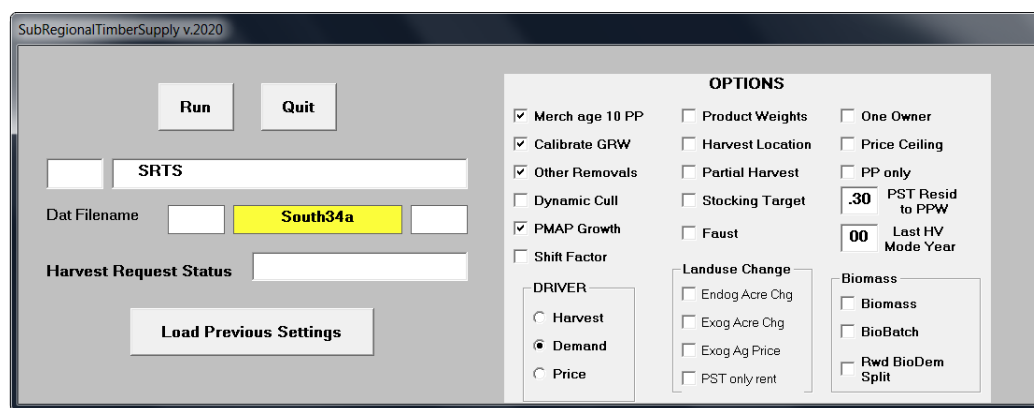 SubRegionalTimberSupply v.2020
Run
Quit
SRTS
Dat Filename
South34a
Harvest Request Status
Load Previous Settings
OPTIONS
Merch age 10 PP
Calibrate GRW
Other Removals
Dynamic Cull
PMAP Growth
Shift Factor
Product Weights
Harvest Location
Partial Harvest
Stocking Target
Faust
One Owner
Price Ceiling
PP only
.30
PST Resid
to PPW
00
Last HV
Mode Year
DRIVER
Harvest
Demand
Price
Landuse Change
Endog Acre Chg
Exog Acre Chg
Exog Ag Price
PST only rent
Biomass
Biomass
BioBatch
Rwd BioDem
Split